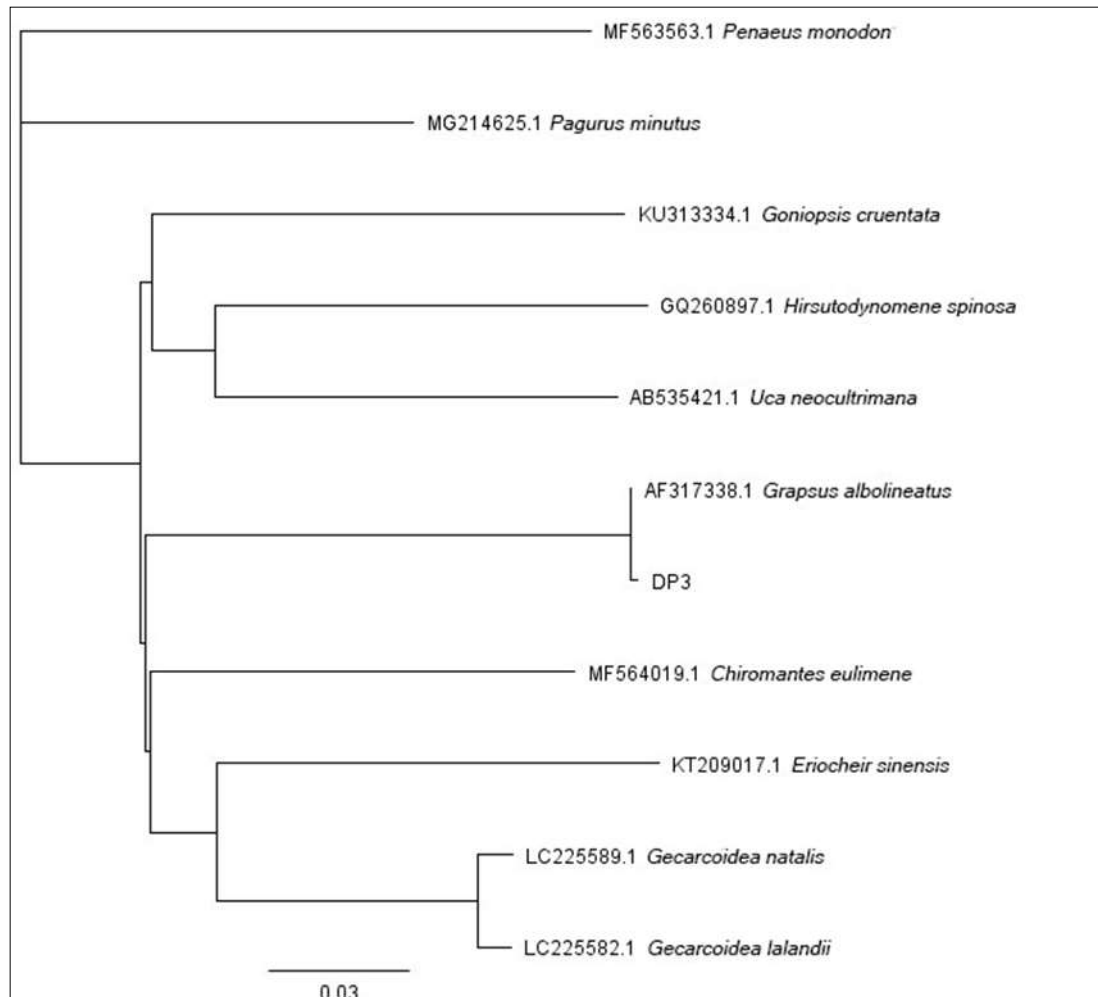 MF563563.1 Penaeus monodon
MG214625.1 Pagurus minutus
KU313334.1 Goniopsis cruentata
GQ260897.1 Hirsutodynomene spinosa
AB535421.1 Uca neocultrimana
AF317338.1 Grapsus albolineatus
DP3
MF564019.1 Chiromantes eulimene
KT209017.1 Eriocheir sinensis
LC225589.1 Gecarcoidea natalis
LC225582.1 Gecarcoidea lalandii
0.03